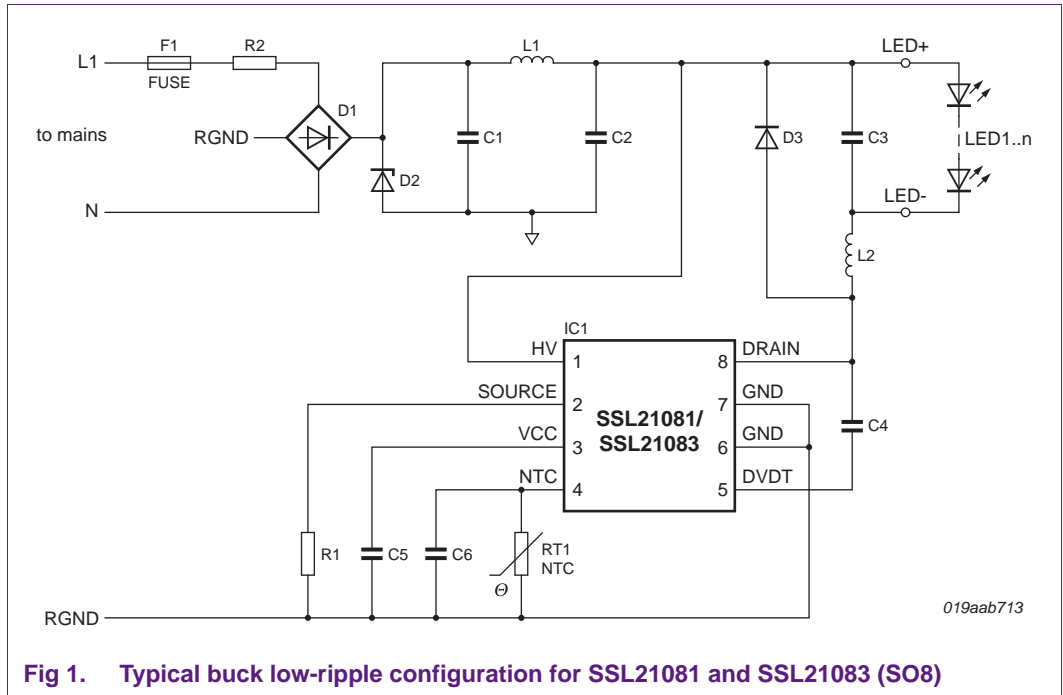 L1
F1
FUSE
R2
D1
L1
LED+
to mains
RGND
D2
C1
C2
D3
C3
LED1..n
N
LED-
L2
IC1
HV
1
8
DRAIN
SOURCE
2
7
GND
SSL21081/
SSL21083
VCC
3
6
GND
C4
NTC
4
5
DVDT
R1
C5
C6
RT1
NTC
Θ
RGND
019aab713
Fig 1. Typical buck low-ripple configuration for SSL21081 and SSL21083 (SO8)